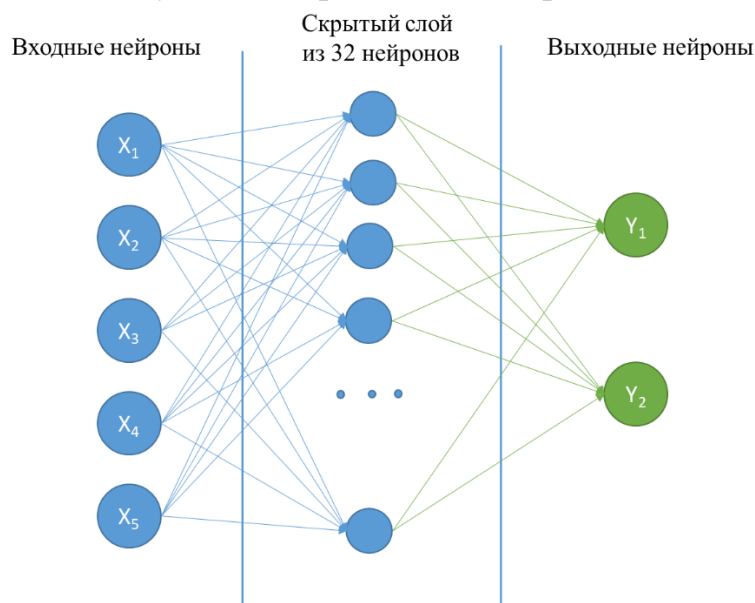 Входные нейроны
Скрытый слой
из 32 нейронов
Выходные нейроны
X₁
X₂
X₃
X₄
X₅
Y₁
Y₂